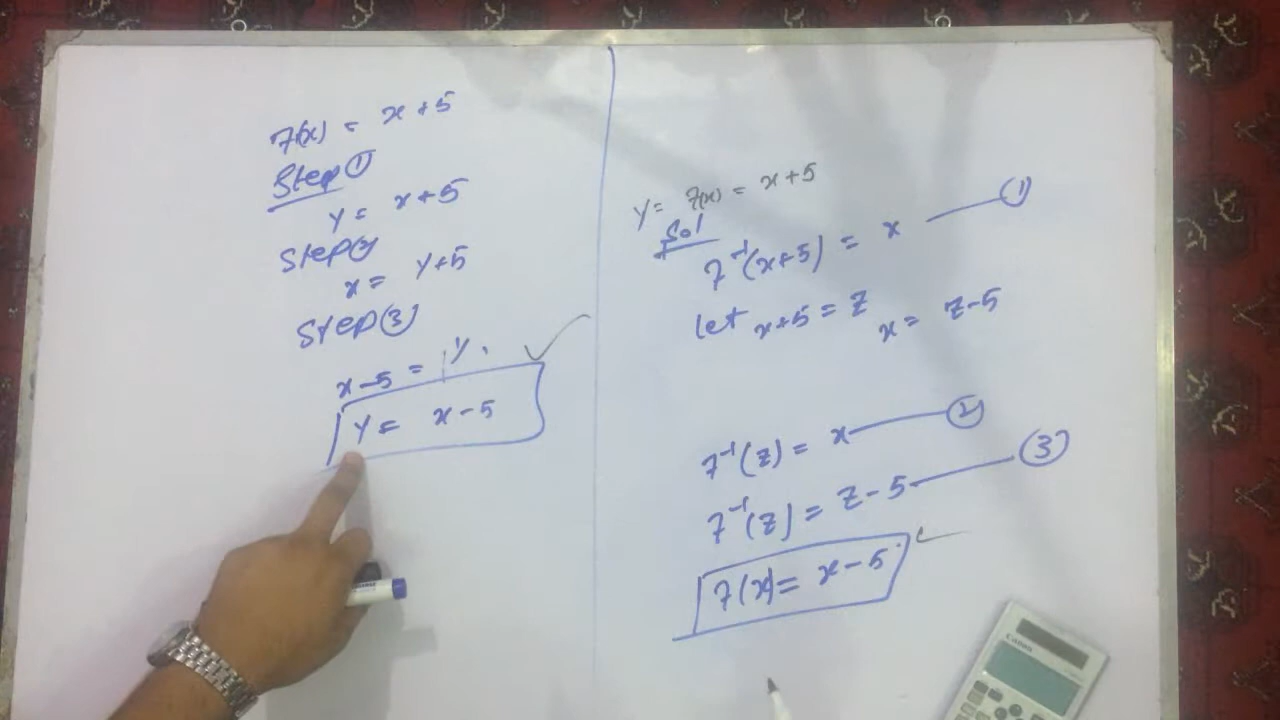 f(x) = x+5
Step ①
y = x+5
Step ②
x = y+5
Step ③
x-5 = y.
y = x-5
y = f(x) = x+5
Sol
f⁻¹(x+5) = x — ①
let x+5 = z x = z-5
f⁻¹(z) = x — ②
f⁻¹(z) = z-5 — ③
f(x) = x-5
Canon